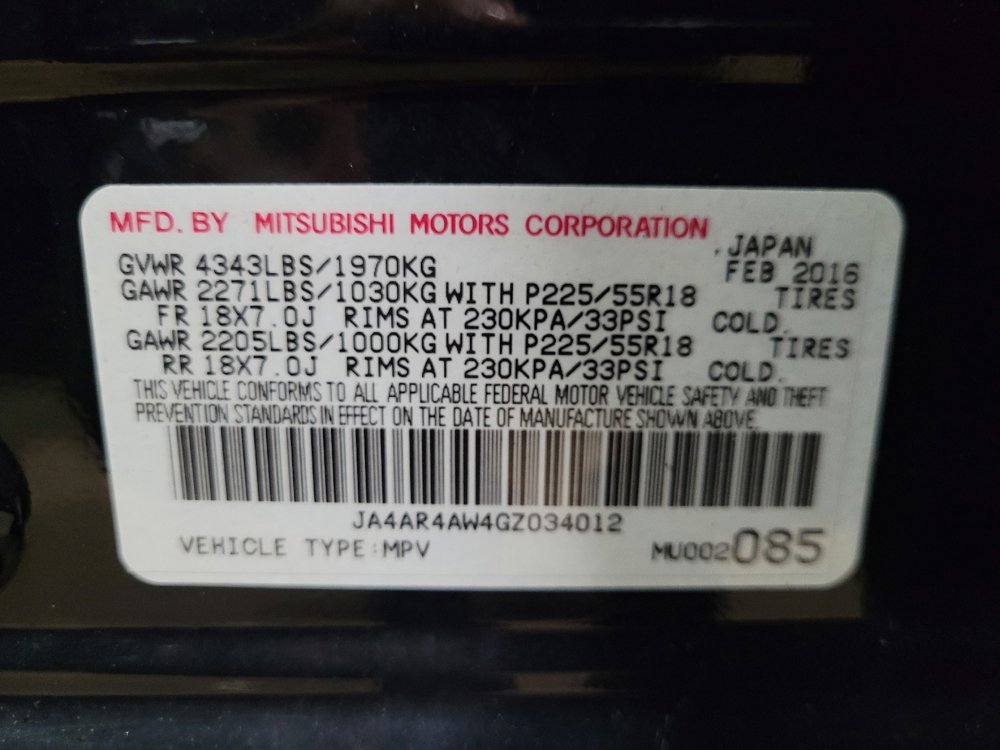 MFD. BY MITSUBISHI MOTORS CORPORATION
JAPAN
GVWR 4343LBS/1970KG FEB 2016
GAWR 2271LBS/1030KG WITH P225/55R18 TIRES
FR 18X7.0J RIMS AT 230KPA/33PSI COLD.
GAWR 2205LBS/1000KG WITH P225/55R18 TIRES
RR 18X7.0J RIMS AT 230KPA/33PSI COLD.
THIS VEHICLE CONFORMS TO ALL APPLICABLE FEDERAL MOTOR VEHICLE SAFETY AND THEFT
PREVENTION STANDARDS IN EFFECT ON THE DATE OF MANUFACTURE SHOWN ABOVE.
JA4AR4AW4GZ034012
VEHICLE TYPE:MPV MU002085